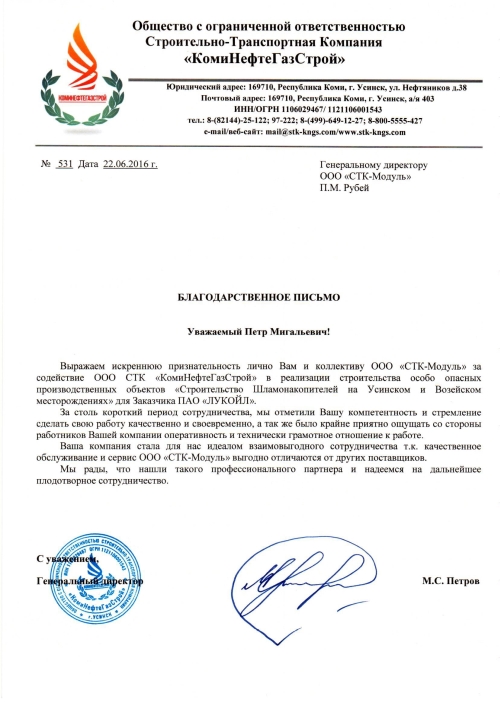 Общество с ограниченной ответственностью
Строительно-Транспортная Компания
«КомиНефтеГазСтрой»
КОМИНЕФТЕГАЗСТРОЙ
Юридический адрес: 169710, Республика Коми, г. Усинск, ул. Нефтяников д.38
Почтовый адрес: 169710, Республика Коми, г. Усинск, а/я 403
ИНН/ОГРН 1106029467/ 1121106001543
тел.: 8-(82144)-25-122; 97-222; 8-(499)-649-12-27; 8-800-5555-427
e-mail/веб-сайт: mail@stk-kngs.com/www.stk-kngs.com
№ 531 Дата 22.06.2016 г.
Генеральному директору
ООО «СТК-Модуль»
П.М. Рубей
БЛАГОДАРСТВЕННОЕ ПИСЬМО
Уважаемый Петр Мигальевич!
Выражаем искреннюю признательность лично Вам и коллективу ООО «СТК-Модуль» за
содействие ООО СТК «КомиНефтеГазСтрой» в реализации строительства особо опасных
производственных объектов «Строительство Шламонакопителей на Усинском и Возейском
месторождениях» для Заказчика ПАО «ЛУКОЙЛ».
За столь короткий период сотрудничества, мы отметили Вашу компетентность и стремление
сделать свою работу качественно и своевременно, а так же было крайне приятно ощущать со стороны
работников Вашей компании оперативность и технически грамотное отношение к работе.
Ваша компания стала для нас идеалом взаимовыгодного сотрудничества т.к. качественное
обслуживание и сервис ООО «СТК-Модуль» выгодно отличаются от других поставщиков.
Мы рады, что нашли такого профессионального партнера и надеемся на дальнейшее
плодотворное сотрудничество.
С уважением,
Генеральный директор
М.С. Петров
«КомиНефтеГазСтрой»
г.УСИНСК